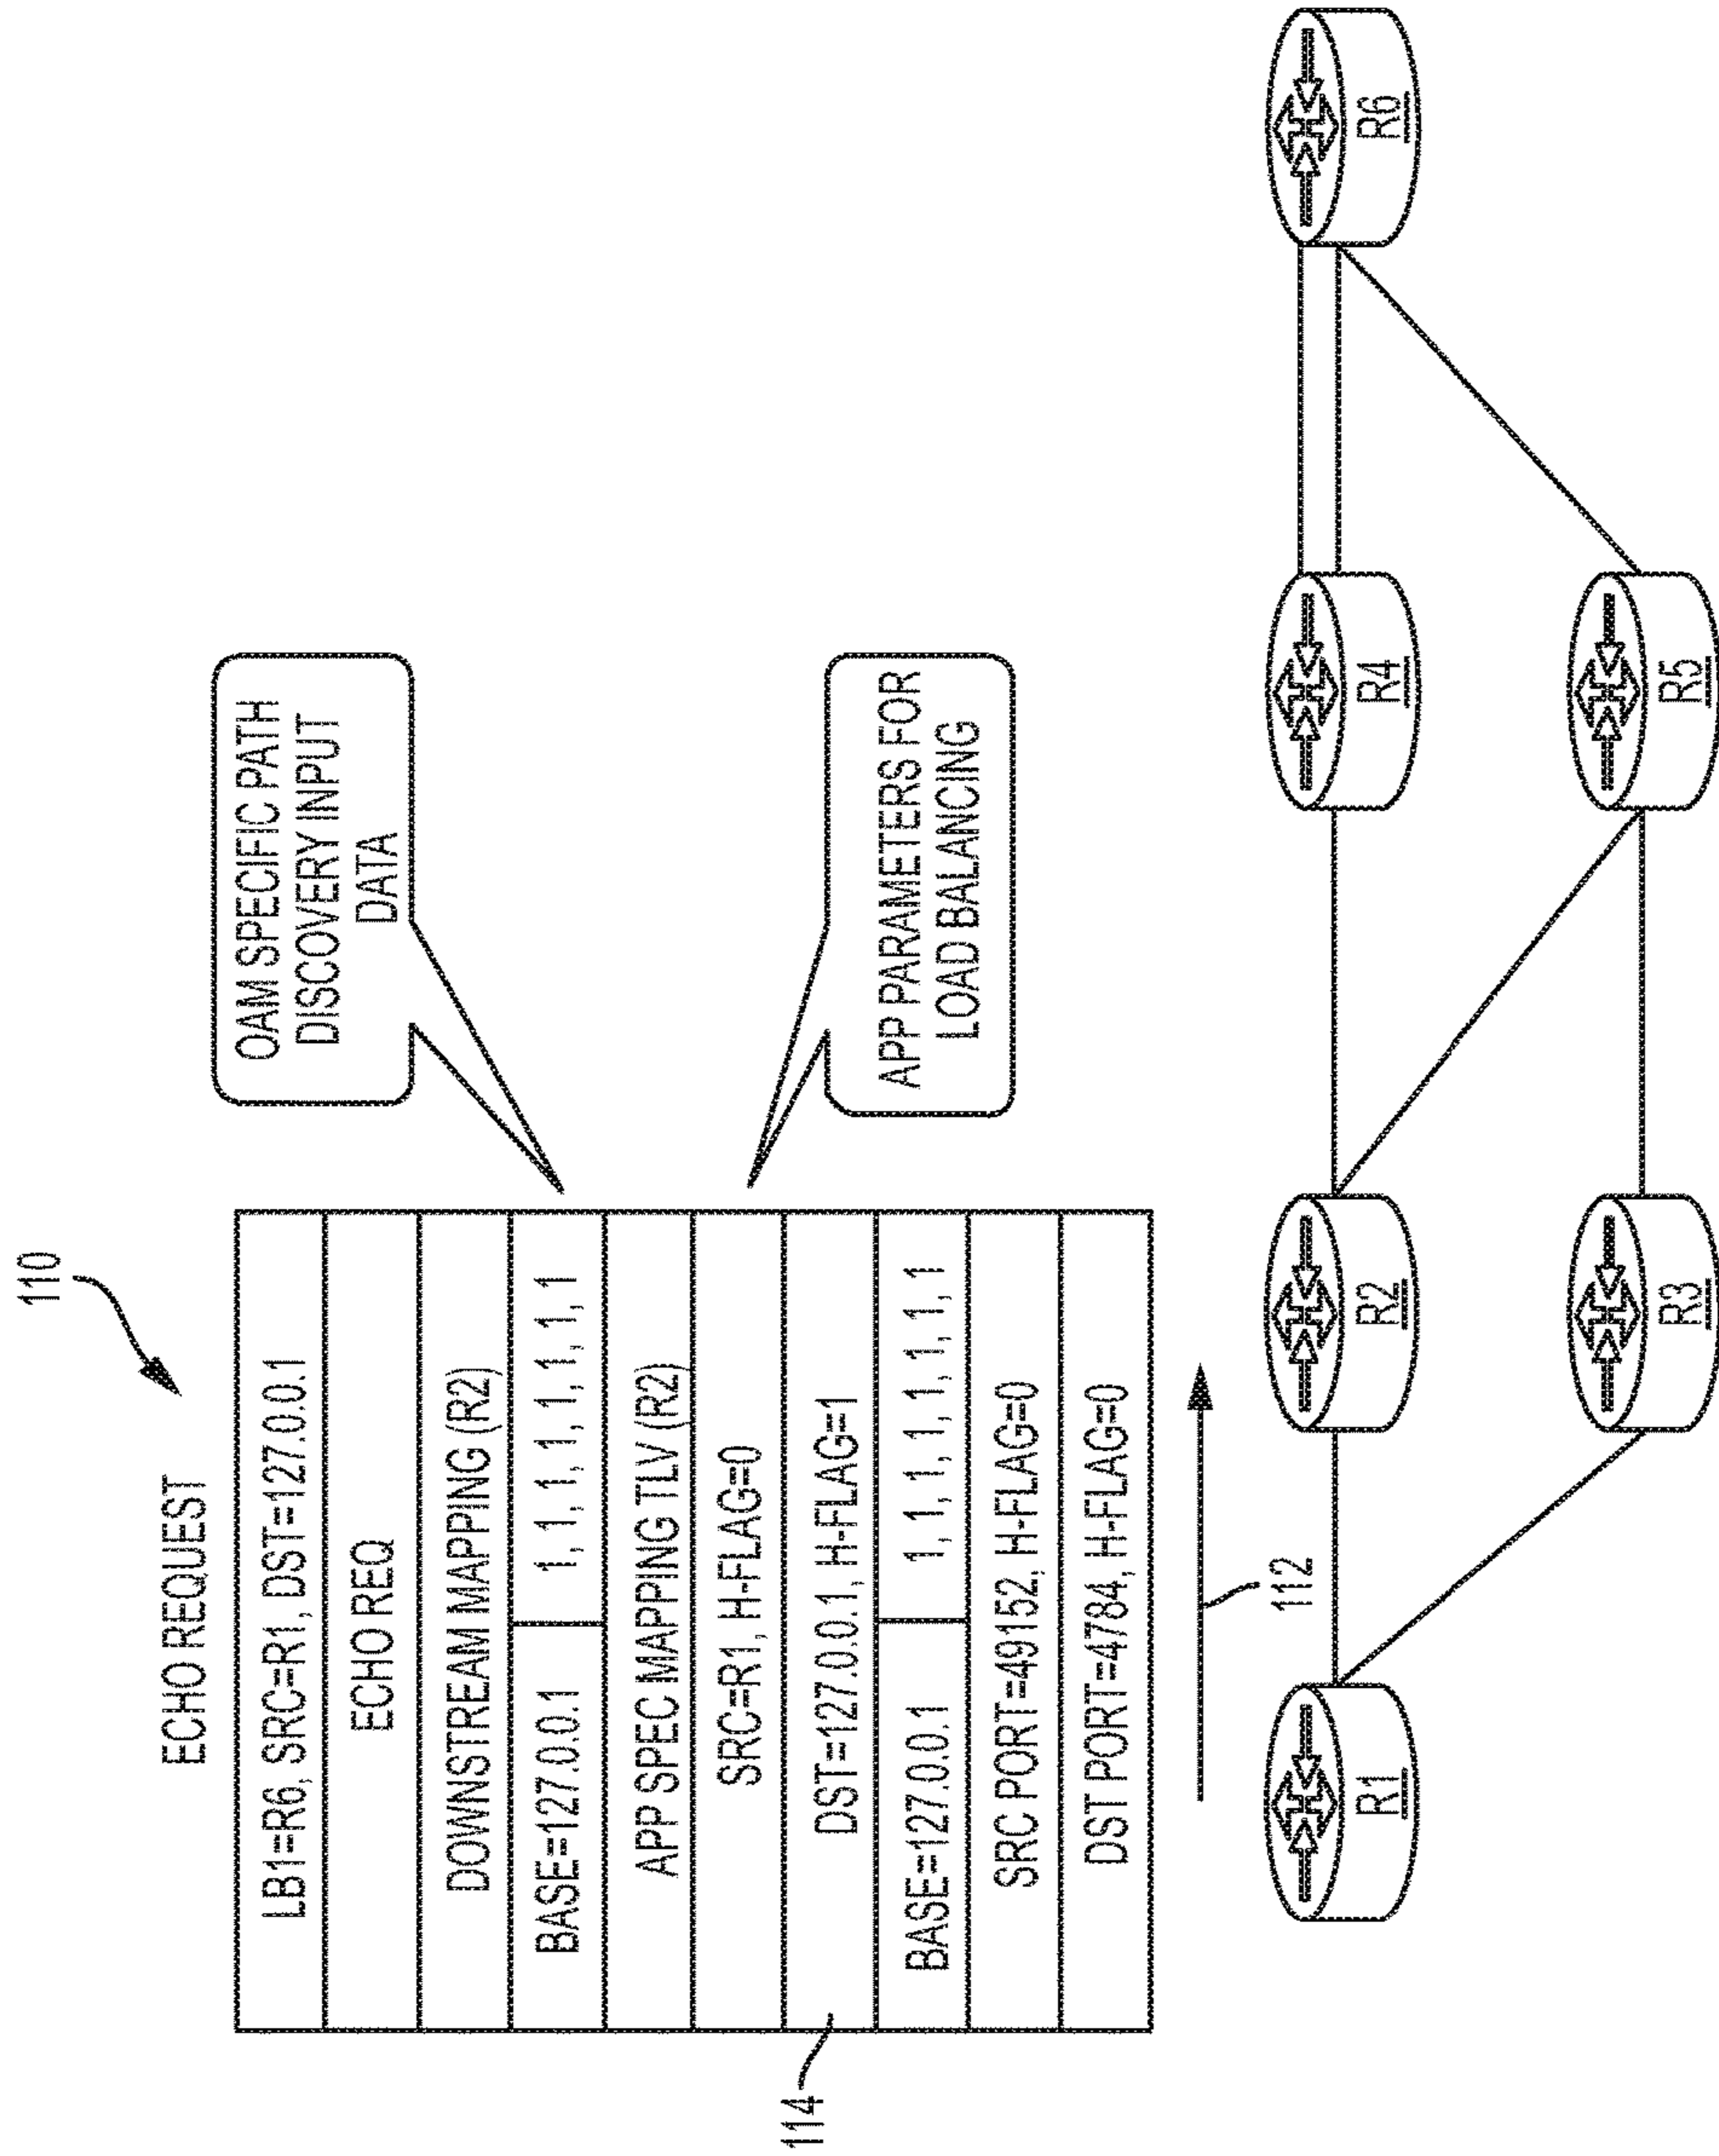 110
ECHO REQUEST
LB1=R6, SRC=R1, DST=127.0.0.1
ECHO REQ
DOWNSTREAM MAPPING (R2)
BASE=127.0.0.1 1, 1, 1, 1, 1, 1, 1, 1
APP SPEC MAPPING TLV (R2)
SRC=R1, H-FLAG=0
DST=127.0.0.1, H-FLAG=1
BASE=127.0.0.1 1, 1, 1, 1, 1, 1, 1, 1
SRC PORT=49152, H-FLAG=0
DST PORT=4784, H-FLAG=0
114
OAM SPECIFIC PATH
DISCOVERY INPUT
DATA
APP PARAMETERS FOR
LOAD BALANCING
112
R1
R2
R4
R6
R3
R5